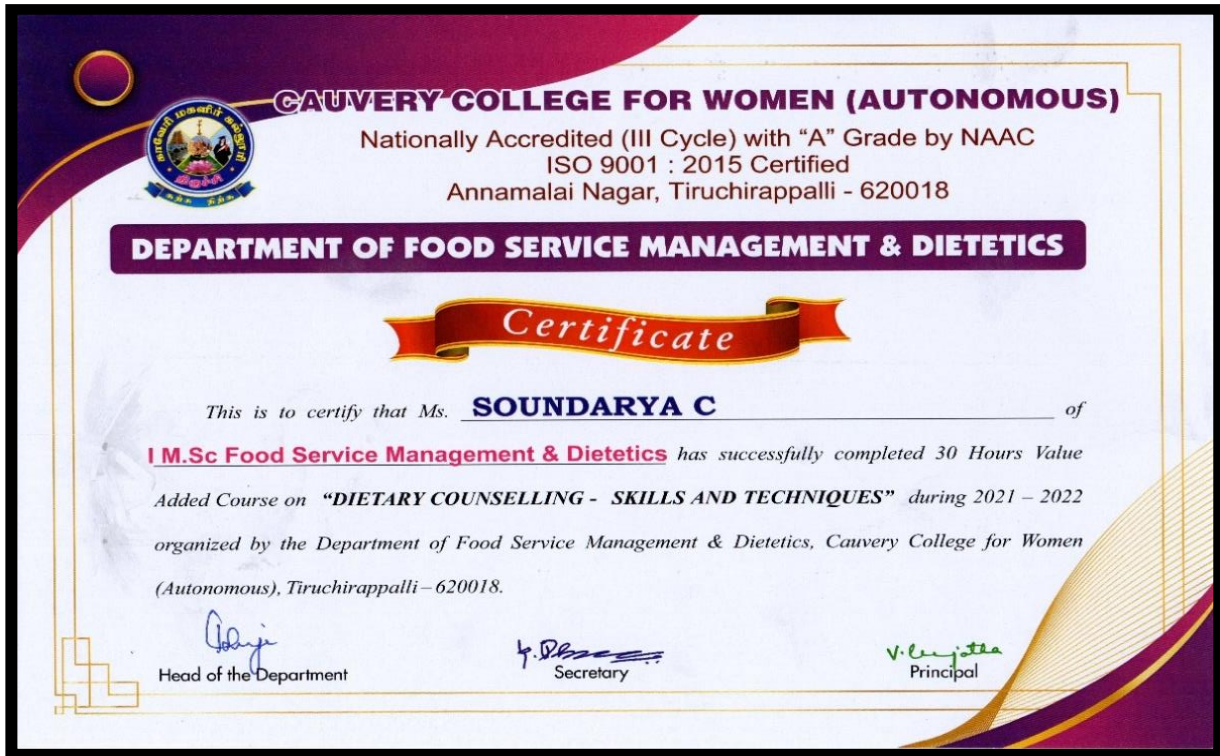 காவேரி மகளிர் கல்லூரி
திருச்சி
கற்க நிற்க
CAUVERY COLLEGE FOR WOMEN (AUTONOMOUS)
Nationally Accredited (III Cycle) with “A” Grade by NAAC
ISO 9001 : 2015 Certified
Annamalai Nagar, Tiruchirappalli - 620018
DEPARTMENT OF FOOD SERVICE MANAGEMENT & DIETETICS
Certificate
This is to certify that Ms. SOUNDARYA C of
I M.Sc Food Service Management & Dietetics has successfully completed 30 Hours Value
Added Course on “DIETARY COUNSELLING - SKILLS AND TECHNIQUES” during 2021 – 2022
organized by the Department of Food Service Management & Dietetics, Cauvery College for Women
(Autonomous), Tiruchirappalli – 620018.
Head of the Department
Secretary
Principal